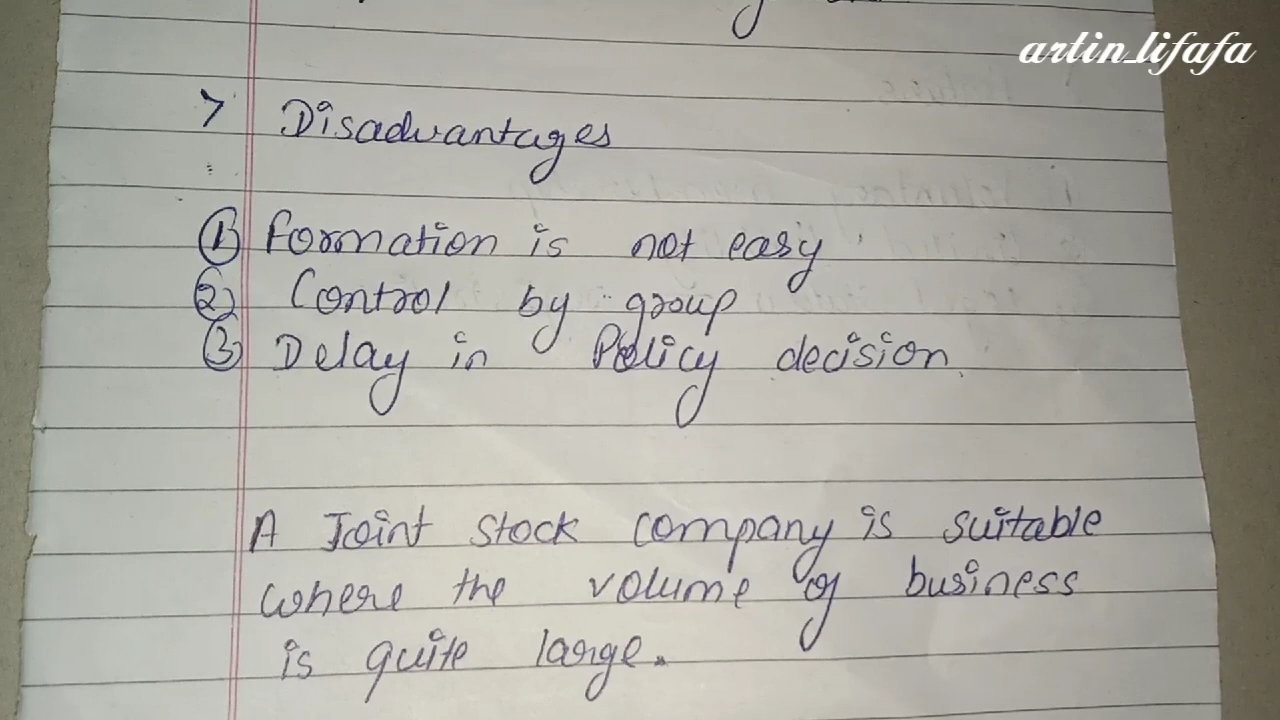 artin_lifafa
> Disadvantages
① Formation is not easy
② Control by group
③ Delay in Policy decision
A Joint Stock company is suitable
where the volume of business
is quite large.